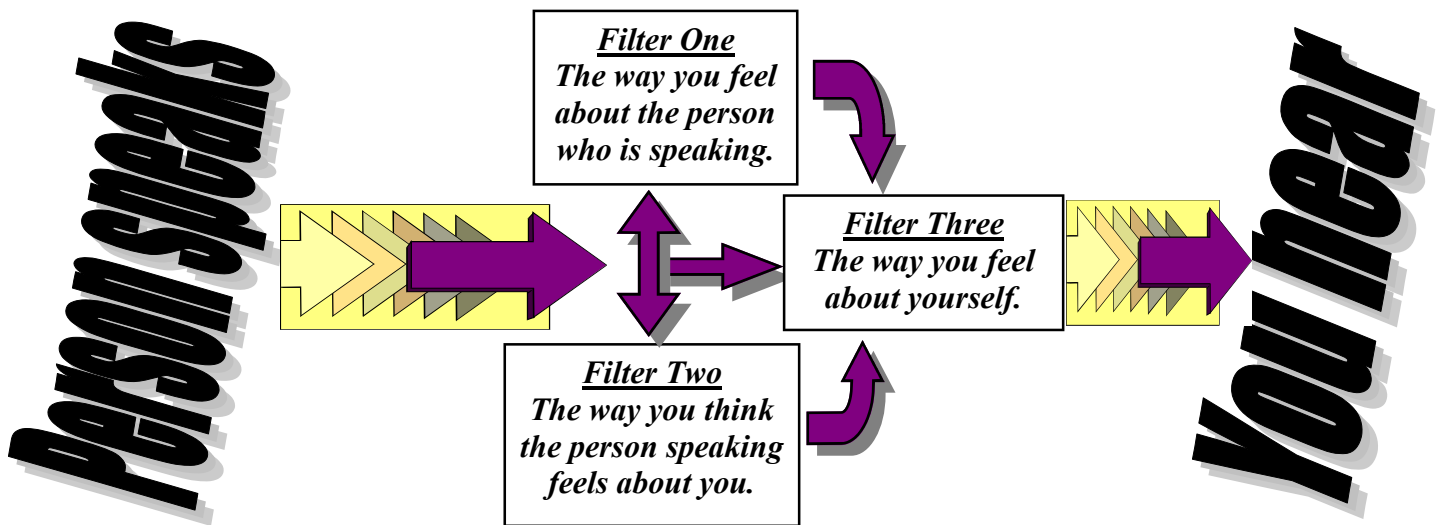 Person speaks
Filter One
The way you feel
about the person
who is speaking.
Filter Two
The way you think
the person speaking
feels about you.
Filter Three
The way you feel
about yourself.
You hear